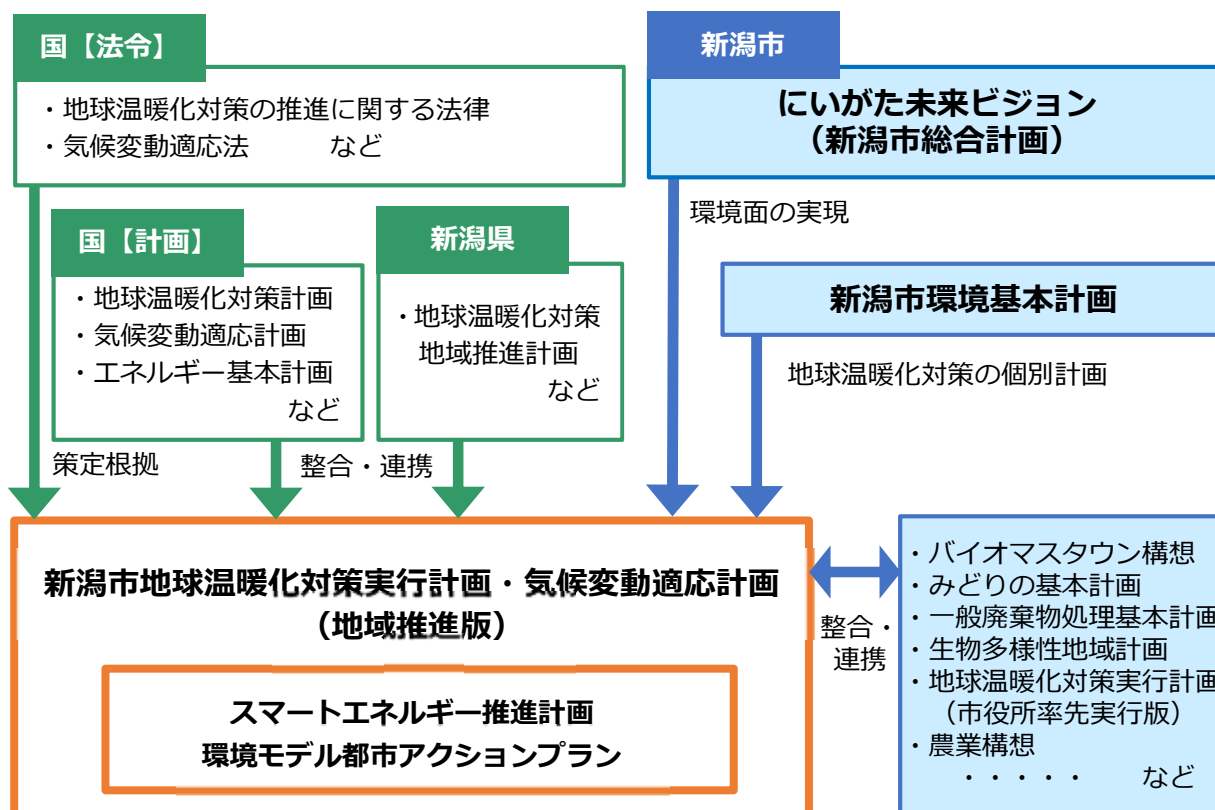 国【法令】
・地球温暖化対策の推進に関する法律
・気候変動適応法　　　など
国【計画】
・地球温暖化対策計画
・気候変動適応計画
・エネルギー基本計画
など
新潟県
・地球温暖化対策
地域推進計画
など
策定根拠
整合・連携
新潟市
にいがた未来ビジョン
（新潟市総合計画）
環境面の実現
新潟市環境基本計画
地球温暖化対策の個別計画
新潟市地球温暖化対策実行計画・気候変動適応計画
（地域推進版）
スマートエネルギー推進計画
環境モデル都市アクションプラン
整合・
連携
・バイオマスタウン構想
・みどりの基本計画
・一般廃棄物処理基本計画
・生物多様性地域計画
・地球温暖化対策実行計画
（市役所率先実行版）
・農業構想
・・・・・　　など